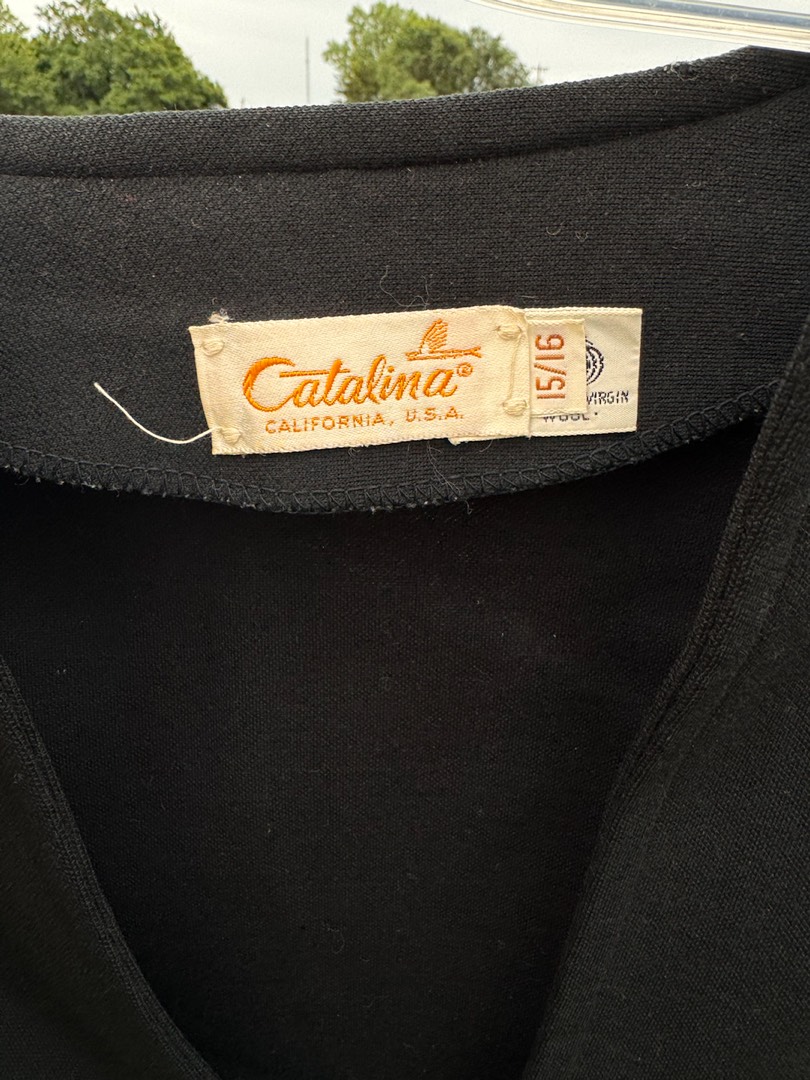 Catalina®
CALIFORNIA, U.S.A.
15/16
VIRGIN
WOOL.